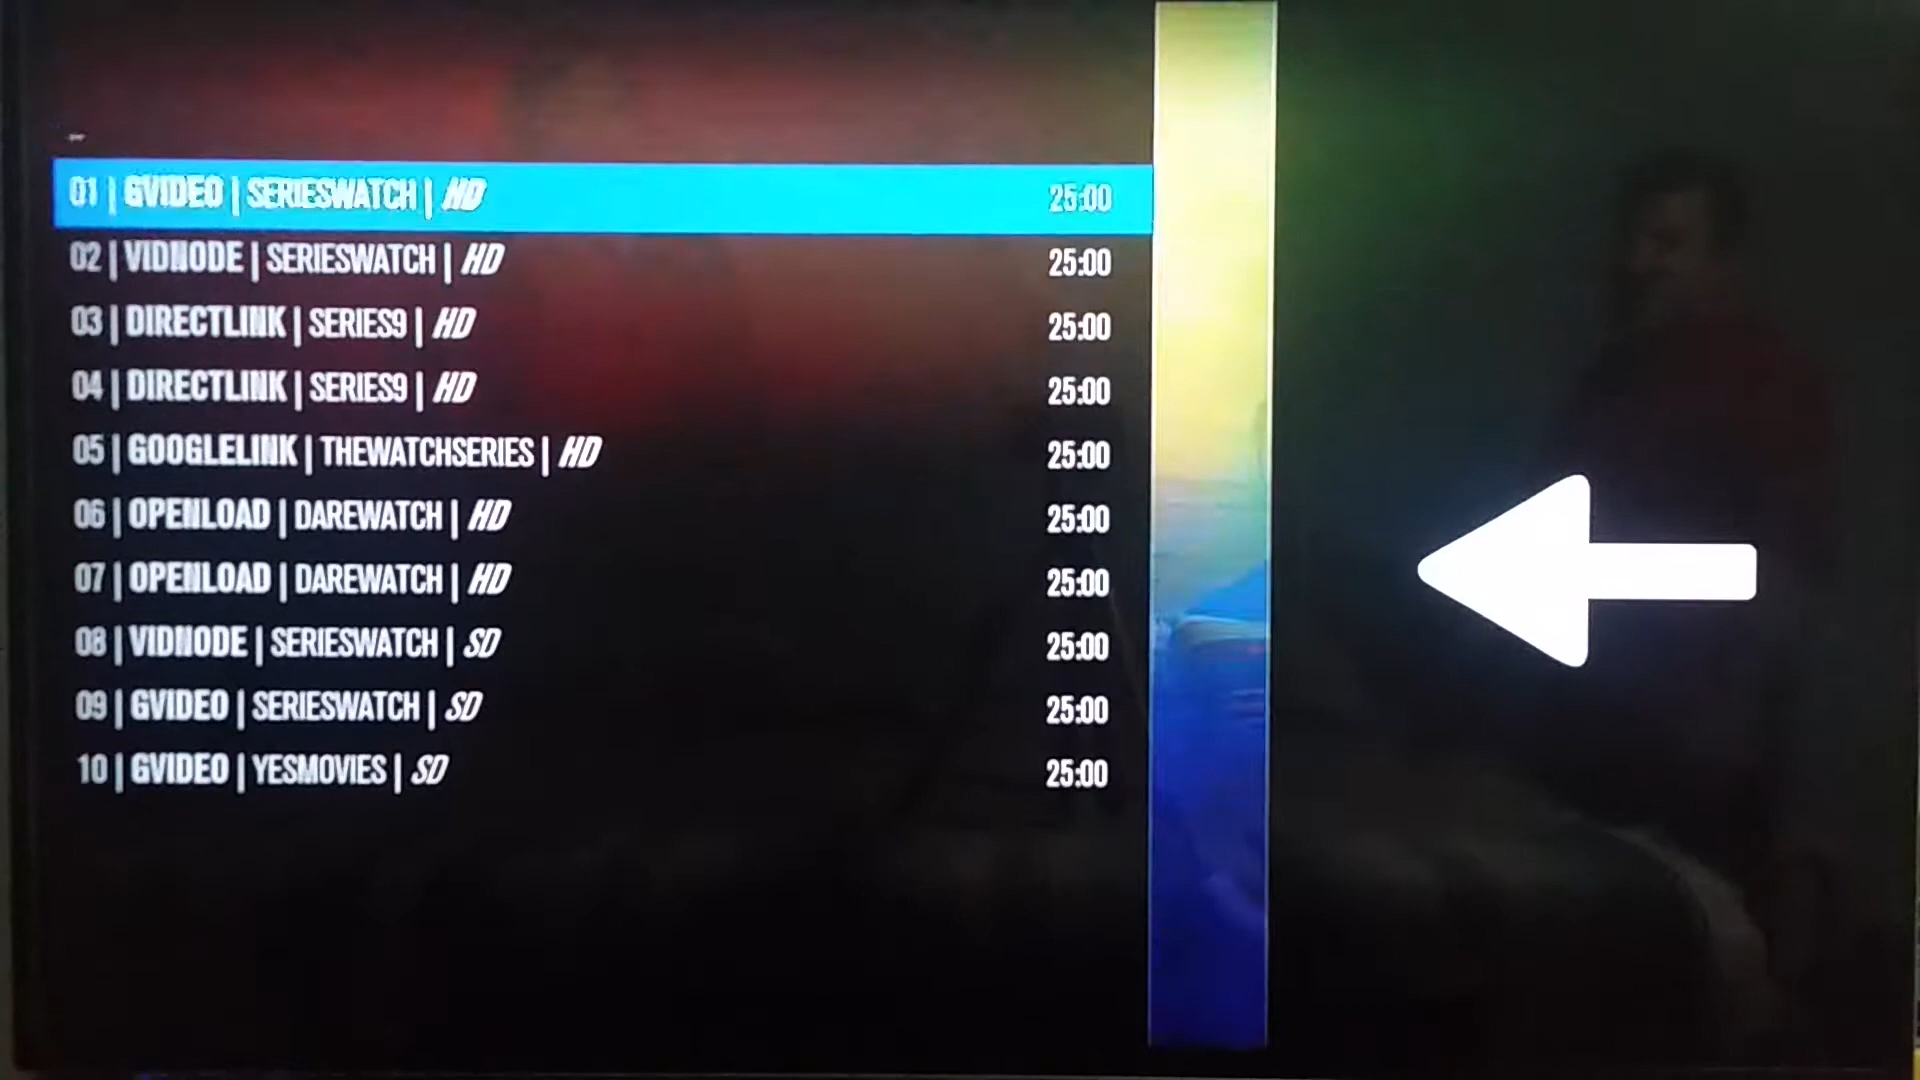 ..
01 | GVIDEO | SERIESWATCH | HD 25:00
02 | VIDNODE | SERIESWATCH | HD 25:00
03 | DIRECTLINK | SERIES9 | HD 25:00
04 | DIRECTLINK | SERIES9 | HD 25:00
05 | GOOGLELINK | THEWATCHSERIES | HD 25:00
06 | OPENLOAD | DAREWATCH | HD 25:00
07 | OPENLOAD | DAREWATCH | HD 25:00
08 | VIDNODE | SERIESWATCH | SD 25:00
09 | GVIDEO | SERIESWATCH | SD 25:00
10 | GVIDEO | YESMOVIES | SD 25:00